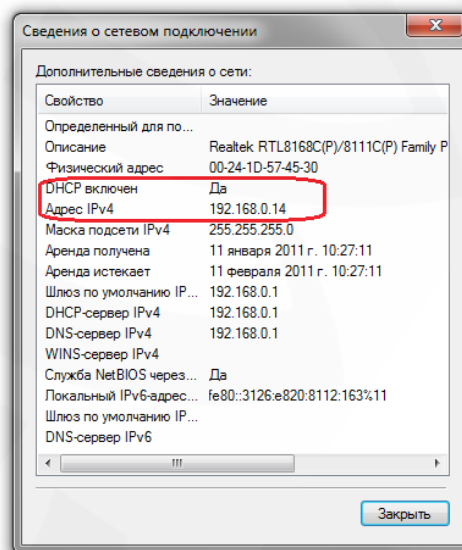 Сведения о сетевом подключении
Дополнительные сведения о сети:
Свойство Значение
Определенный для по...
Описание Realtek RTL8168C(P)/8111C(P) Family P
Физический адрес 00-24-1D-57-45-30
DHCP включен Да
Адрес IPv4 192.168.0.14
Маска подсети IPv4 255.255.255.0
Аренда получена 11 января 2011 г. 10:27:11
Аренда истекает 11 февраля 2011 г. 10:27:11
Шлюз по умолчанию IP... 192.168.0.1
DHCP-сервер IPv4 192.168.0.1
DNS-сервер IPv4 192.168.0.1
WINS-сервер IPv4
Служба NetBIOS через... Да
Локальный IPv6-адрес... fe80::3126:e820:8112:163%11
Шлюз по умолчанию IP...
DNS-сервер IPv6
Закрыть